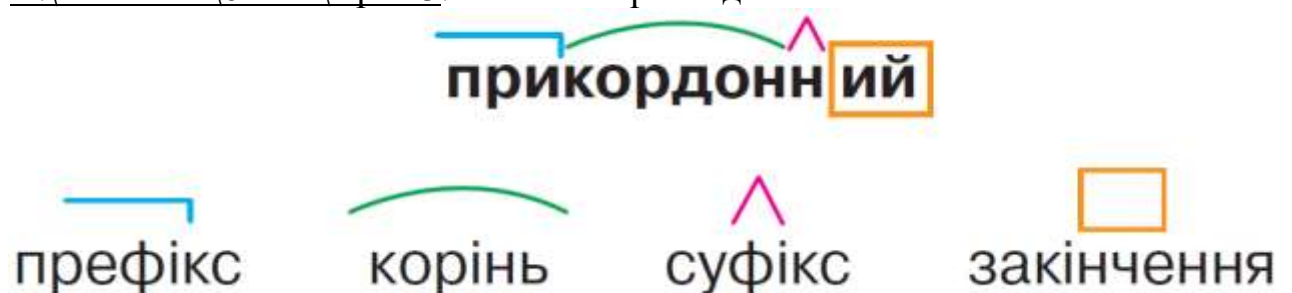 прикордонний
префікс корінь суфікс закінчення